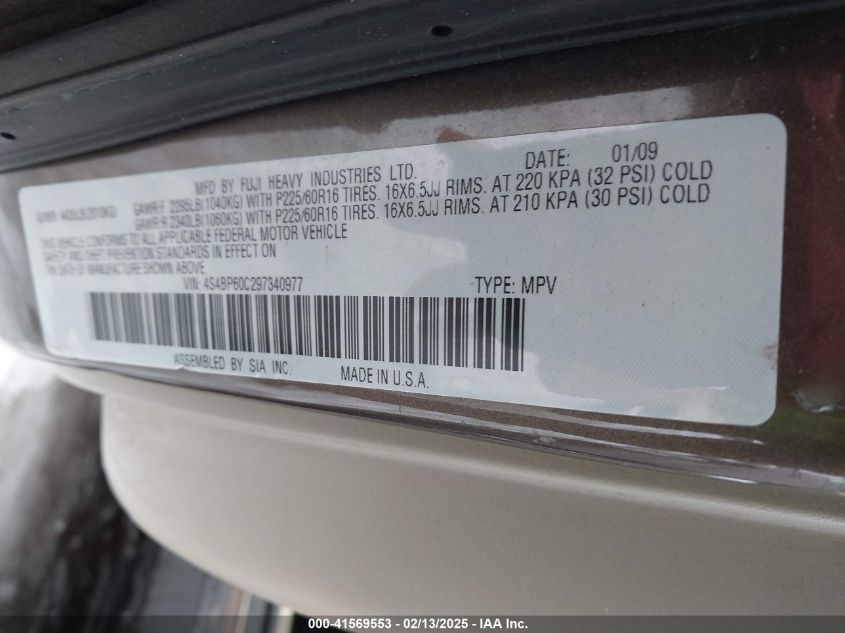 MFD BY FUJI HEAVY INDUSTRIES LTD. DATE: 01/09
GAWR/F 2295LB(1040KG) WITH P225/60R16 TIRES. 16X6.5JJ RIMS. AT 220 KPA (32 PSI) COLD
GAWR/R 2340LB(1060KG) WITH P225/60R16 TIRES. 16X6.5JJ RIMS. AT 210 KPA (30 PSI) COLD
THIS VEHICLE CONFORMS TO ALL APPLICABLE FEDERAL MOTOR VEHICLE
SAFETY AND THEFT PREVENTION STANDARDS IN EFFECT ON
THE DATE OF MANUFACTURE SHOWN ABOVE.
VIN: 4S4BP60C297340977 TYPE: MPV
ASSEMBLED BY SIA INC. MADE IN U.S.A.
000-41569553 - 02/13/2025 - IMPACT, INC.